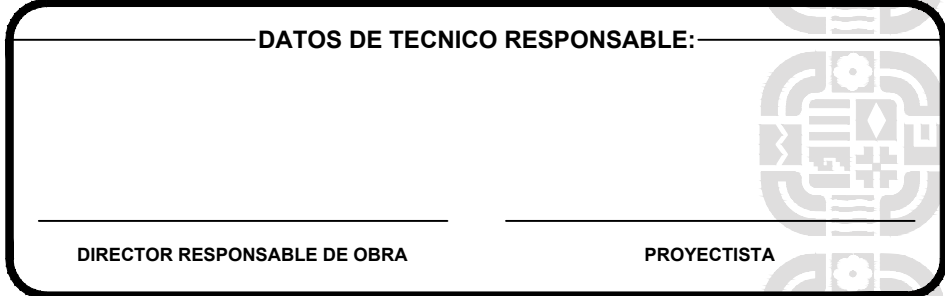 DATOS DE TECNICO RESPONSABLE:
DIRECTOR RESPONSABLE DE OBRA
PROYECTISTA